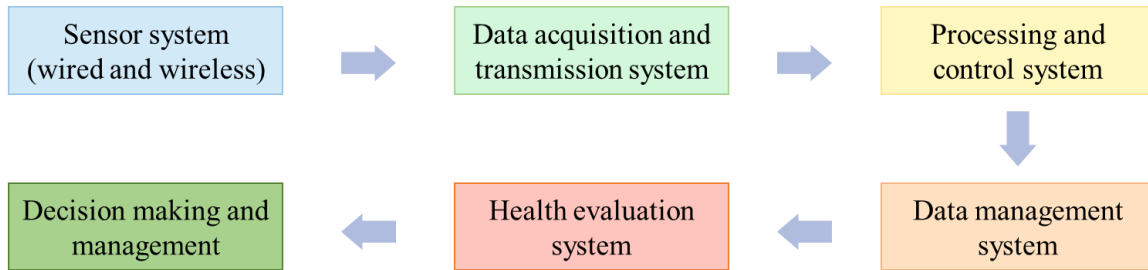 Sensor system
(wired and wireless)
Data acquisition and
transmission system
Processing and
control system
Data management
system
Health evaluation
system
Decision making and
management